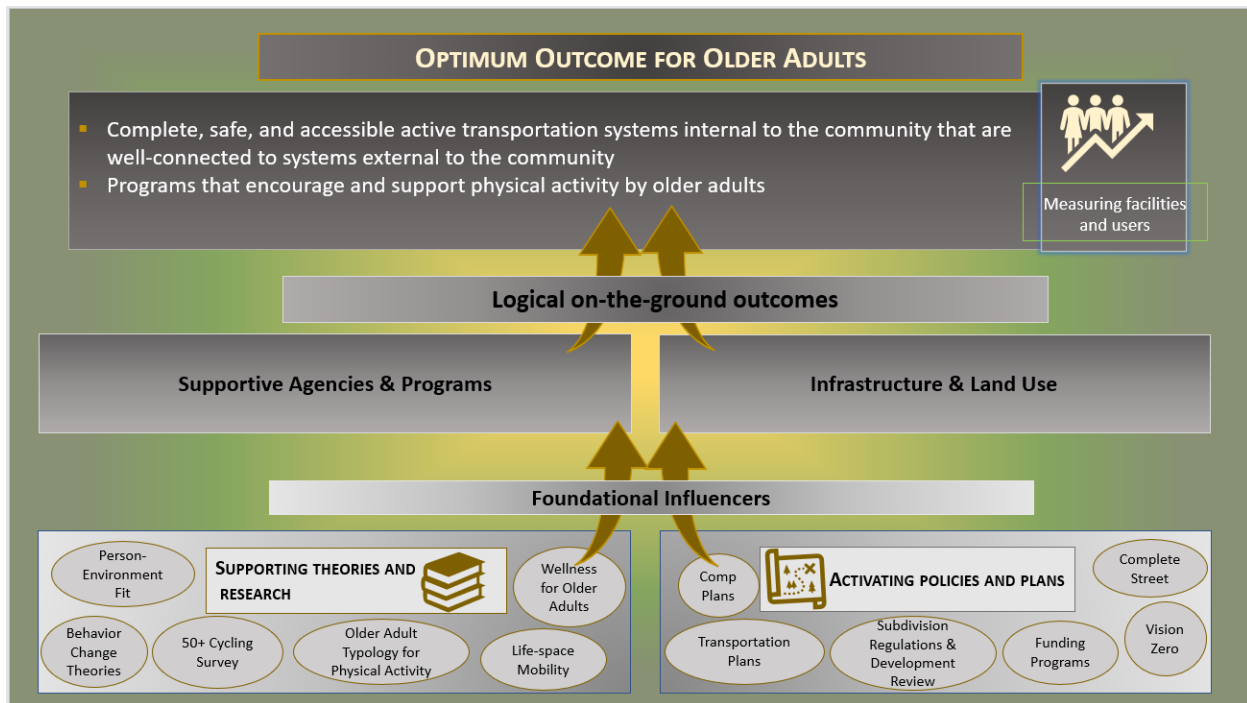 OPTIMUM OUTCOME FOR OLDER ADULTS
▪ Complete, safe, and accessible active transportation systems internal to the community that are
well-connected to systems external to the community
▪ Programs that encourage and support physical activity by older adults
Measuring facilities
and users
Logical on-the-ground outcomes
Supportive Agencies & Programs
Infrastructure & Land Use
Foundational Influencers
Person-
Environment
Fit
SUPPORTING THEORIES AND
RESEARCH
Wellness
for Older
Adults
Behavior
Change
Theories
50+ Cycling
Survey
Older Adult
Typology for
Physical Activity
Life-space
Mobility
Comp
Plans
ACTIVATING POLICIES AND PLANS
Complete
Street
Transportation
Plans
Subdivision
Regulations &
Development
Review
Funding
Programs
Vision
Zero